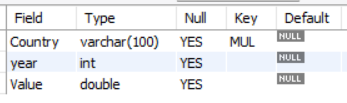 Field Type Null Key Default
Country varchar(100) YES MUL NULL
year int YES NULL
Value double YES NULL